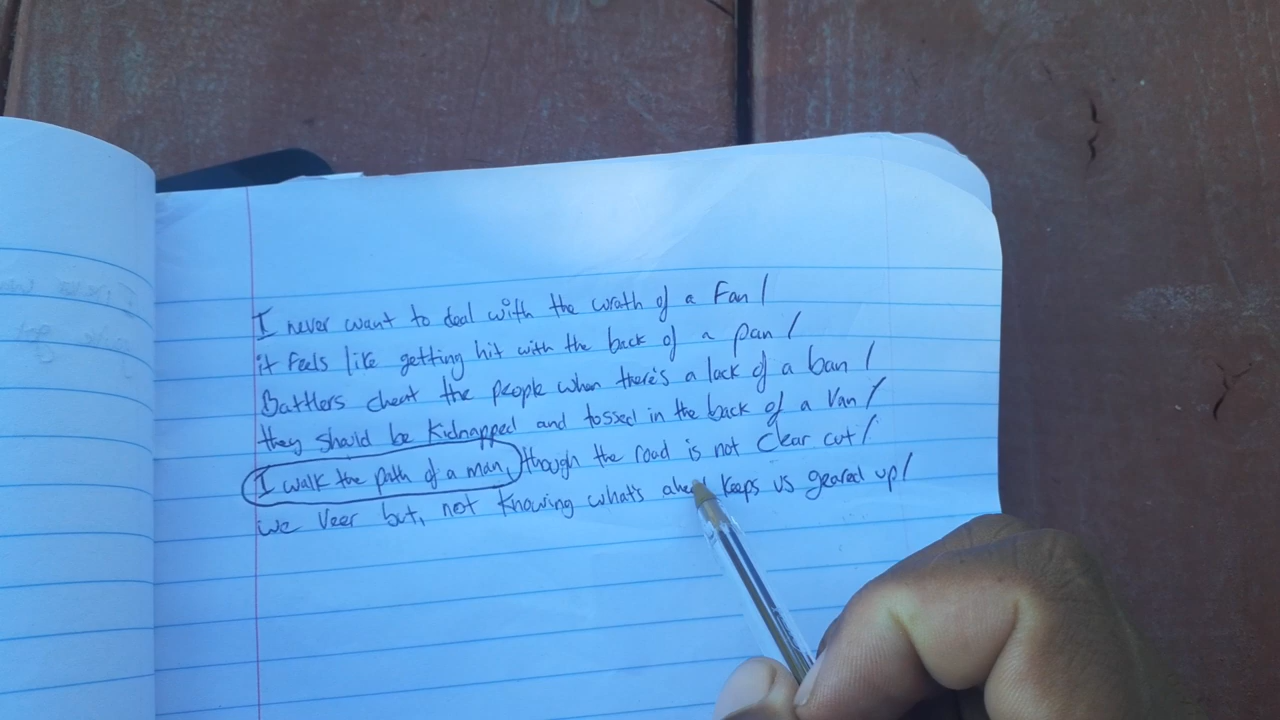 I never want to deal with the wrath of a Fan /
it feels like getting hit with the back of a pan /
Battlers cheat the people when there's a lack of a ban /
they should be kidnapped and tossed in the back of a van /
I walk the path of a man, though the road is not clear cut /
we veer but, not knowing what's ahead keeps us geared up /